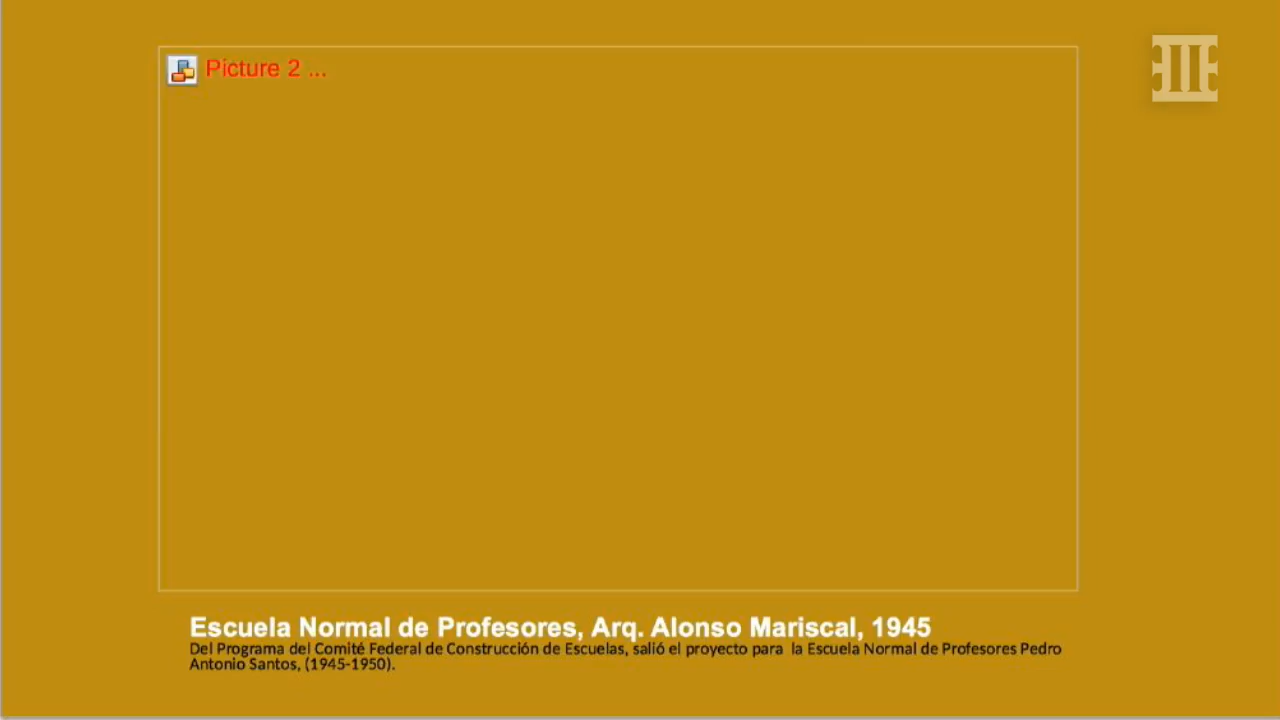 Picture 2 ...
Escuela Normal de Profesores, Arq. Alonso Mariscal, 1945
Del Programa del Comité Federal de Construcción de Escuelas, salió el proyecto para  la Escuela Normal de Profesores Pedro
Antonio Santos, (1945-1950).